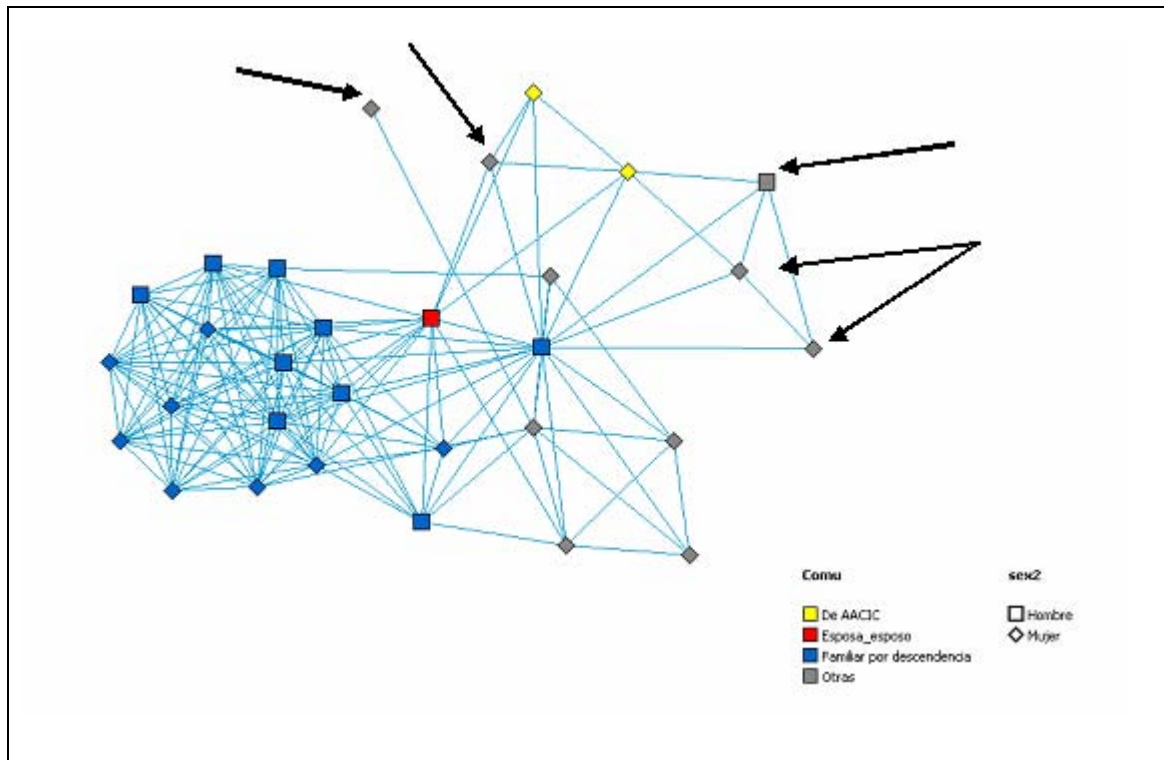 Comu
De AACIC
Esposa_esposo
Familiar por descendencia
Otras
sex2
Hombre
Mujer